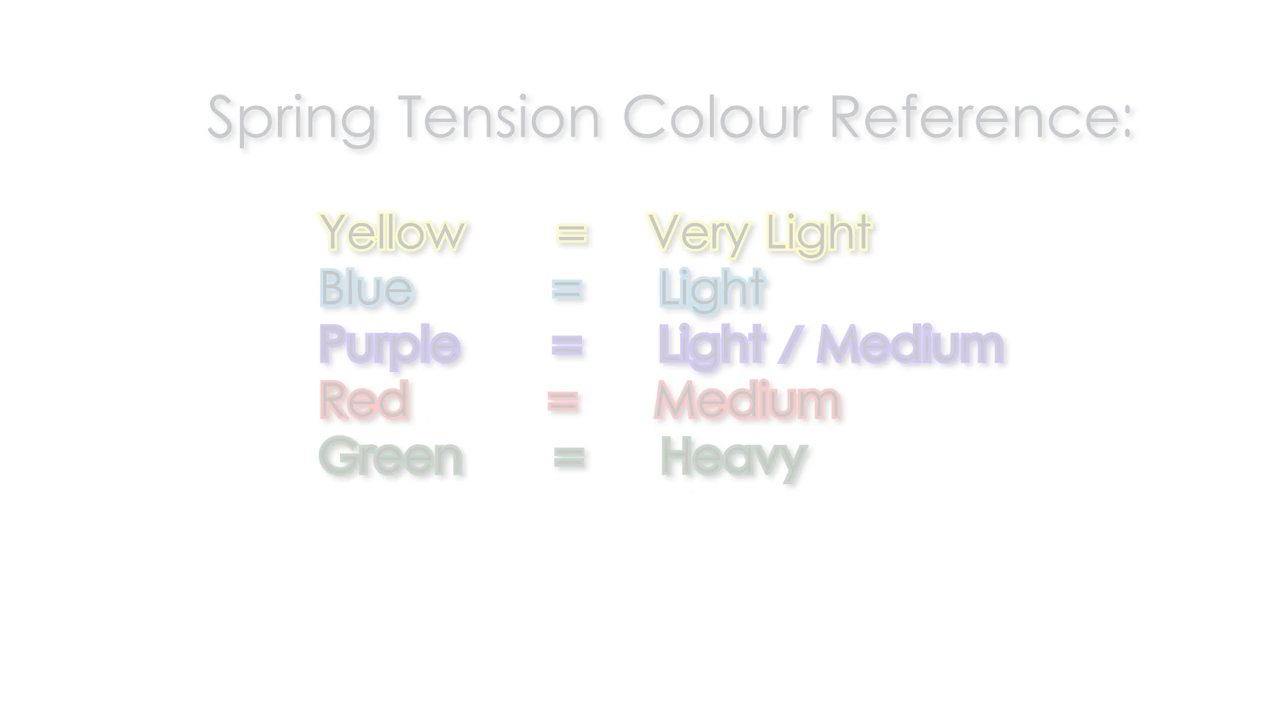 Spring Tension Colour Reference:
Yellow = Very Light
Blue = Light
Purple = Light / Medium
Red = Medium
Green = Heavy